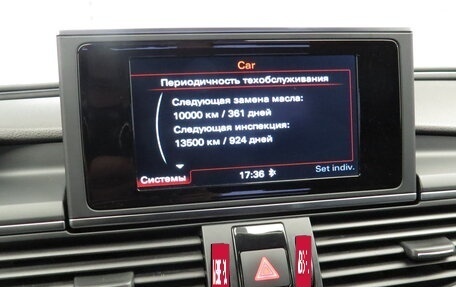 Car
Периодичность техобслуживания
Следующая замена масла:
10000 км / 361 дней
Следующая инспекция:
13500 км / 924 дней
Системы
17:36
Set indiv.